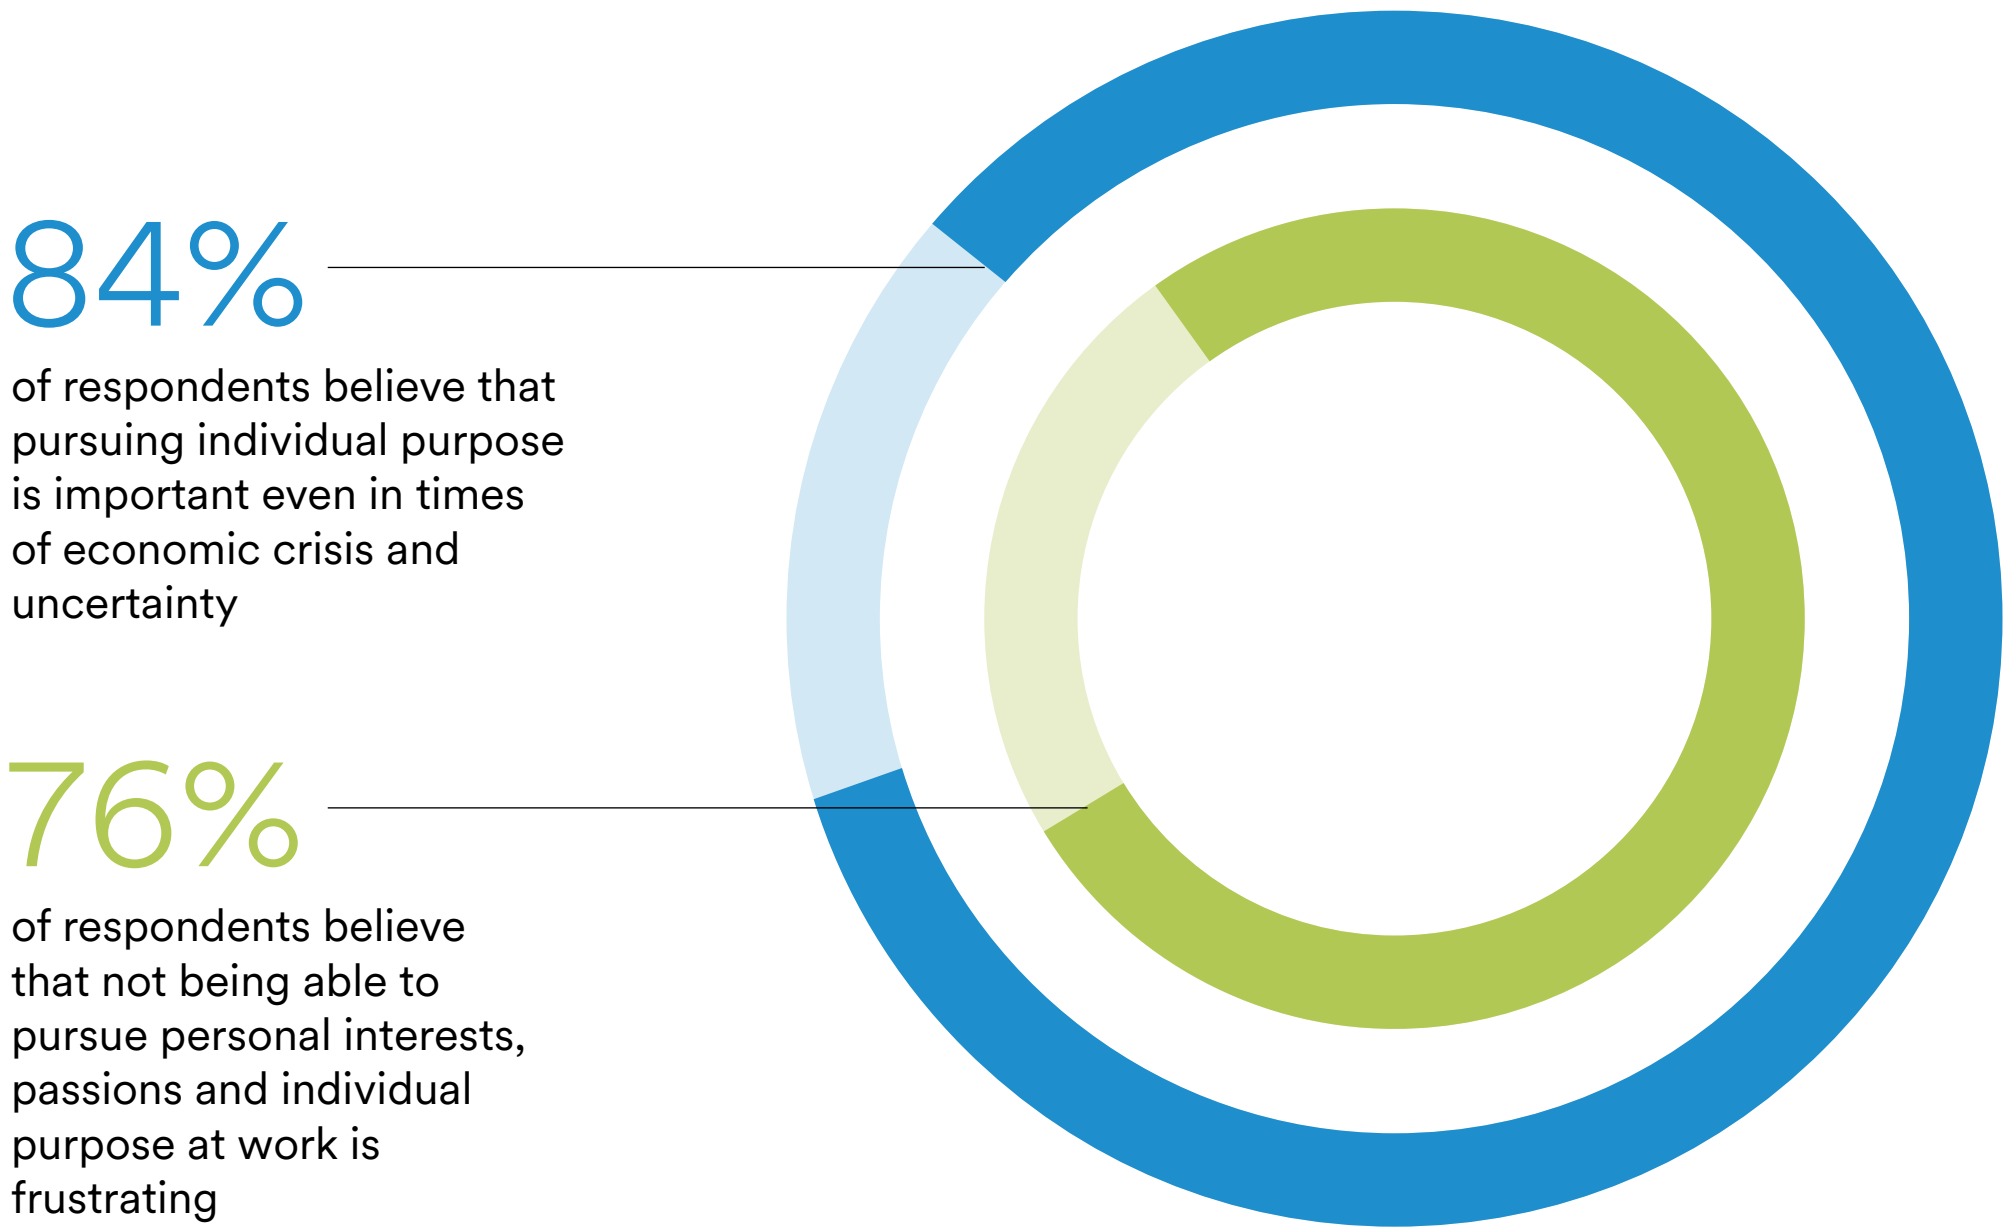 84%
of respondents believe that
pursuing individual purpose
is important even in times
of economic crisis and
uncertainty
76%
of respondents believe
that not being able to
pursue personal interests,
passions and individual
purpose at work is
frustrating